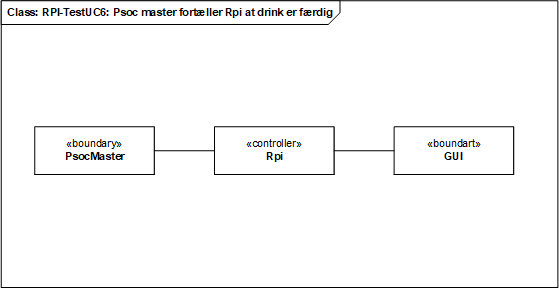 Class: RPI-TestUC6: Psoc master fortæller Rpi at drink er færdig
«boundary»
PsocMaster
«controller»
Rpi
«boundart»
GUI